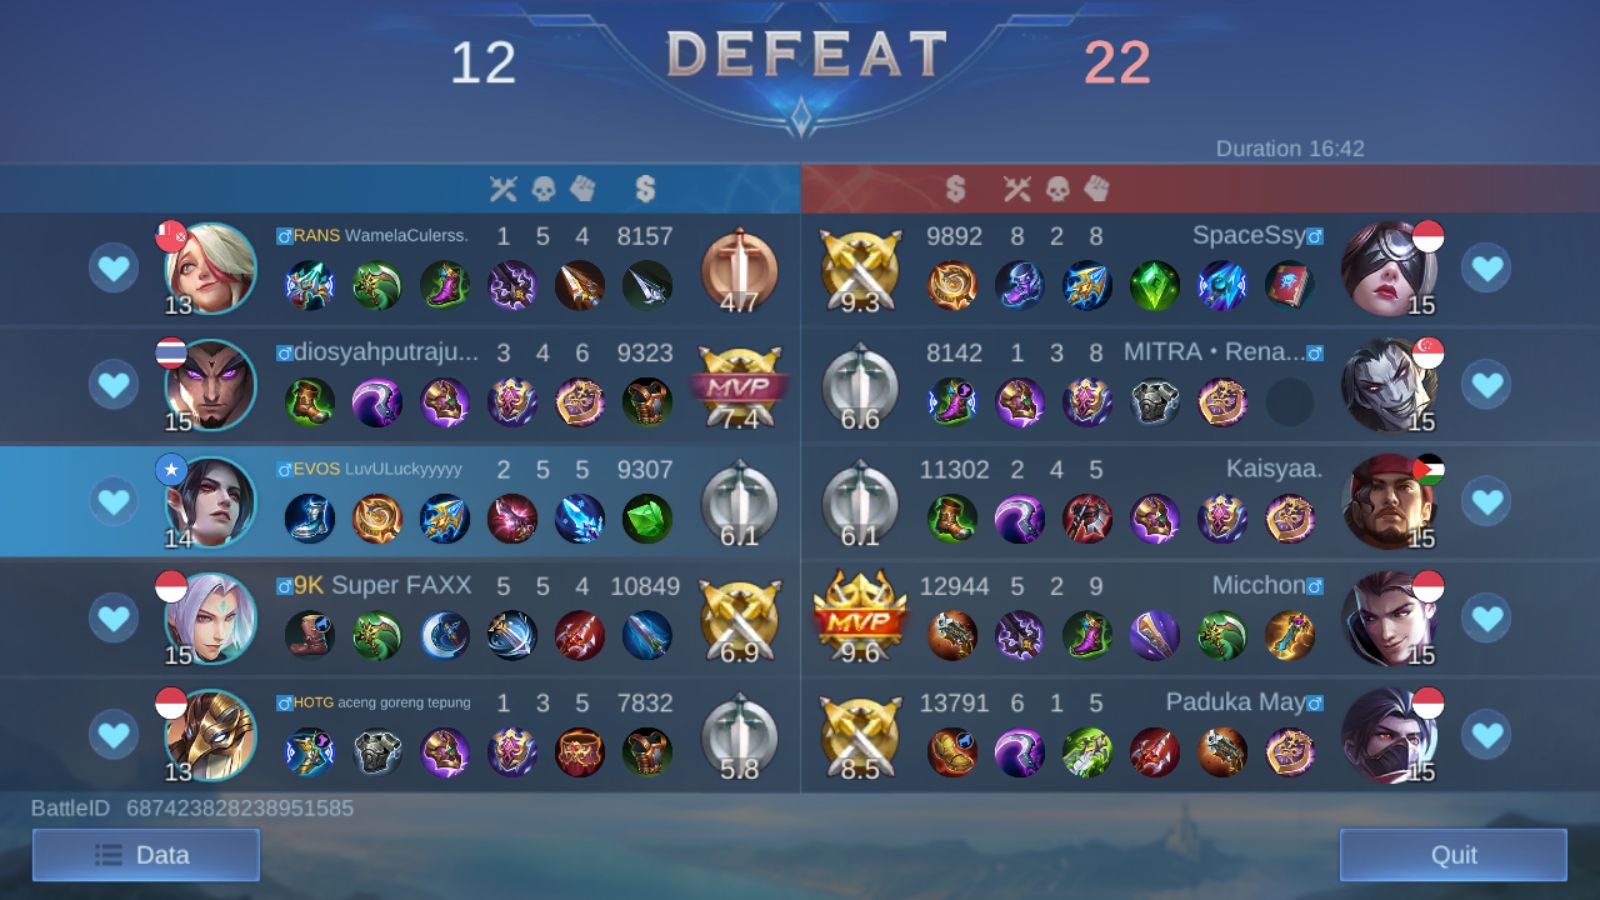 12 DEFEAT 22
Duration 16:42
RANS WamelaCulerss. 1 5 4 8157 4.7 13
9.3 9892 8 2 8 SpaceSsy 15
diosyahputraju... 3 4 6 9323 MVP 7.4 15
6.6 8142 1 3 8 MITRA • Rena... 15
EVOS LuvULuckyyyyy 2 5 5 9307 6.1 14
6.1 11302 2 4 5 Kaisyaa. 15
9K Super FAXX 5 5 4 10849 6.9 15
MVP 9.6 12944 5 2 9 Micchon 15
HOTG aceng goreng tepung 1 3 5 7832 5.8 13
8.5 13791 6 1 5 Paduka May 15
BattleID 687423828238951585
Data
Quit